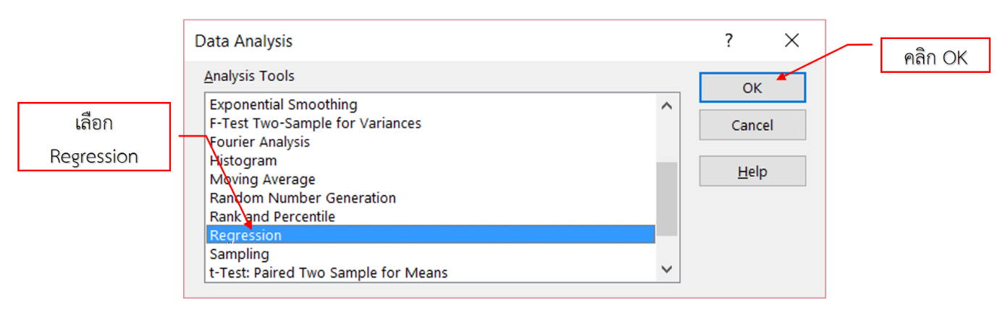 Data Analysis
?
คลิก OK
Analysis Tools
OK
Exponential Smoothing
F-Test Two-Sample for Variances
Cancel
เลือก
Regression
Fourier Analysis
Histogram
Help
Moving Average
Random Number Generation
Rank and Percentile
Regression
Sampling
t-Test: Paired Two Sample for Means